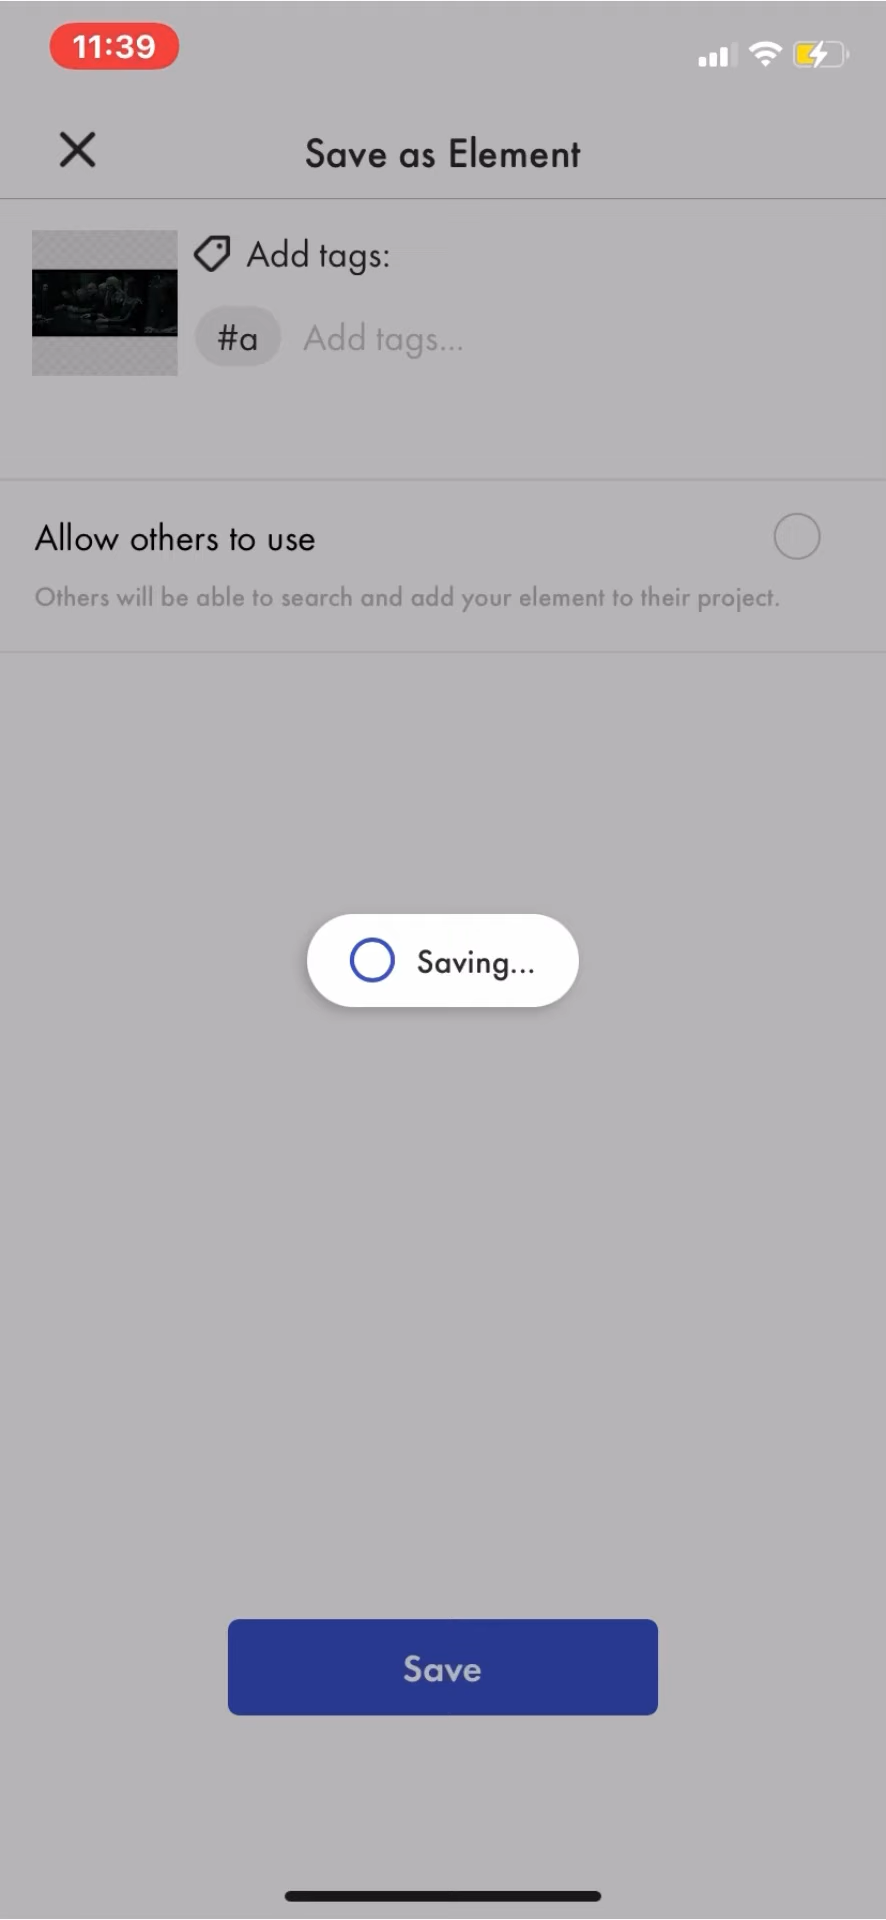 11:39
Save as Element
Add tags:
#a Add tags...
Allow others to use
Others will be able to search and add your element to their project.
Saving...
Save